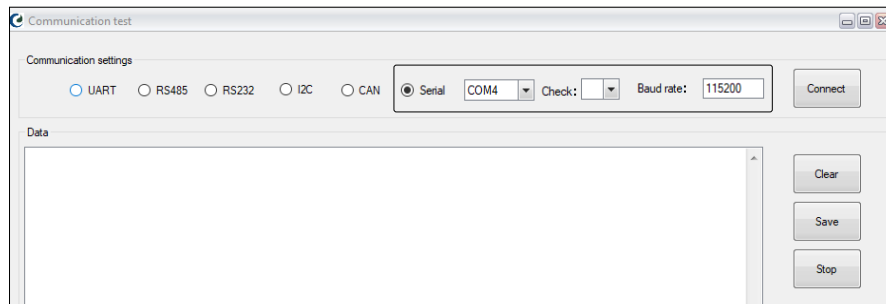 Communication test
Communication settings
UART RS485 RS232 I2C CAN Serial COM4 Check: Baud rate: 115200 Connect
Data
Clear
Save
Stop